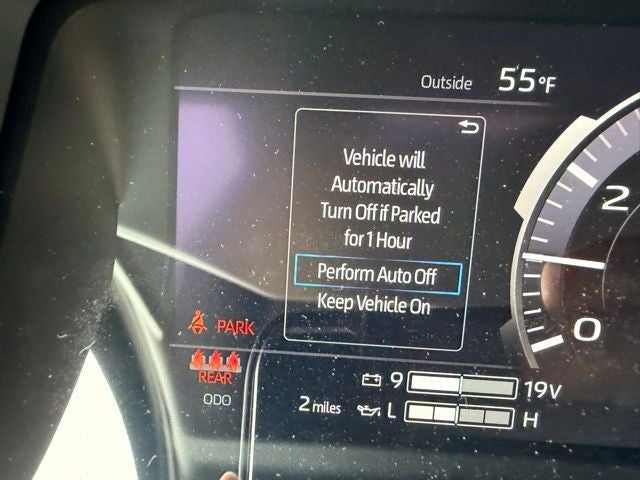 Outside 55°F
Vehicle will
Automatically
Turn Off if Parked
for 1 Hour
Perform Auto Off
Keep Vehicle On
2
0
PARK
REAR
ODO
9 19V
2 miles L H